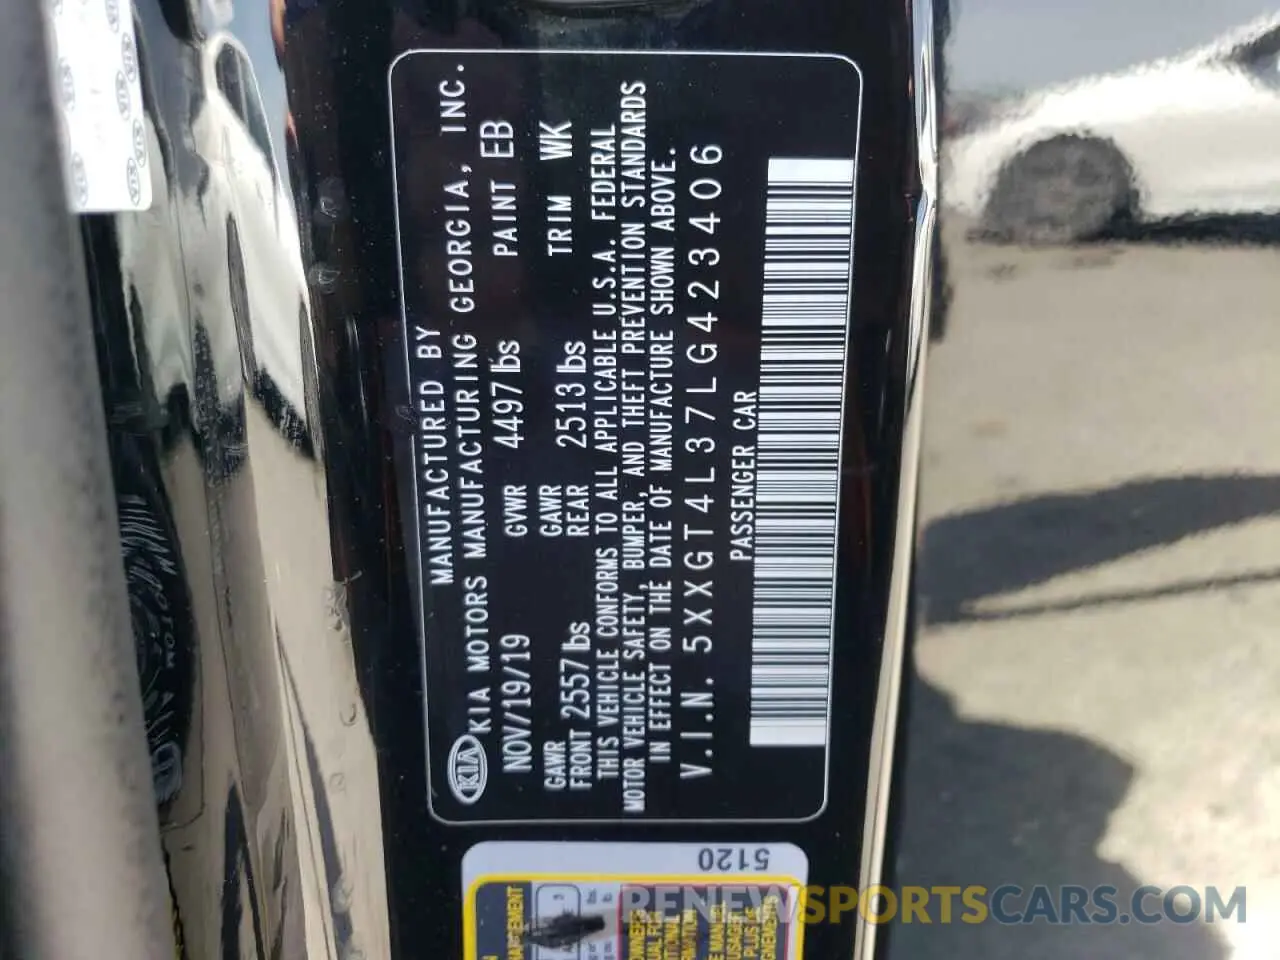 MANUFACTURED BY
KIA KIA MOTORS MANUFACTURING GEORGIA, INC.
NOV/19/19 GVWR 4497 lbs PAINT EB
GAWR FRONT 2557 lbs GAWR REAR 2513 lbs TRIM WK
THIS VEHICLE CONFORMS TO ALL APPLICABLE U.S.A. FEDERAL
MOTOR VEHICLE SAFETY, BUMPER, AND THEFT PREVENTION STANDARDS
IN EFFECT ON THE DATE OF MANUFACTURE SHOWN ABOVE.
V.I.N. 5XXGT4L37LG423406
PASSENGER CAR
5120
RENEWSPORTSCARS.COM